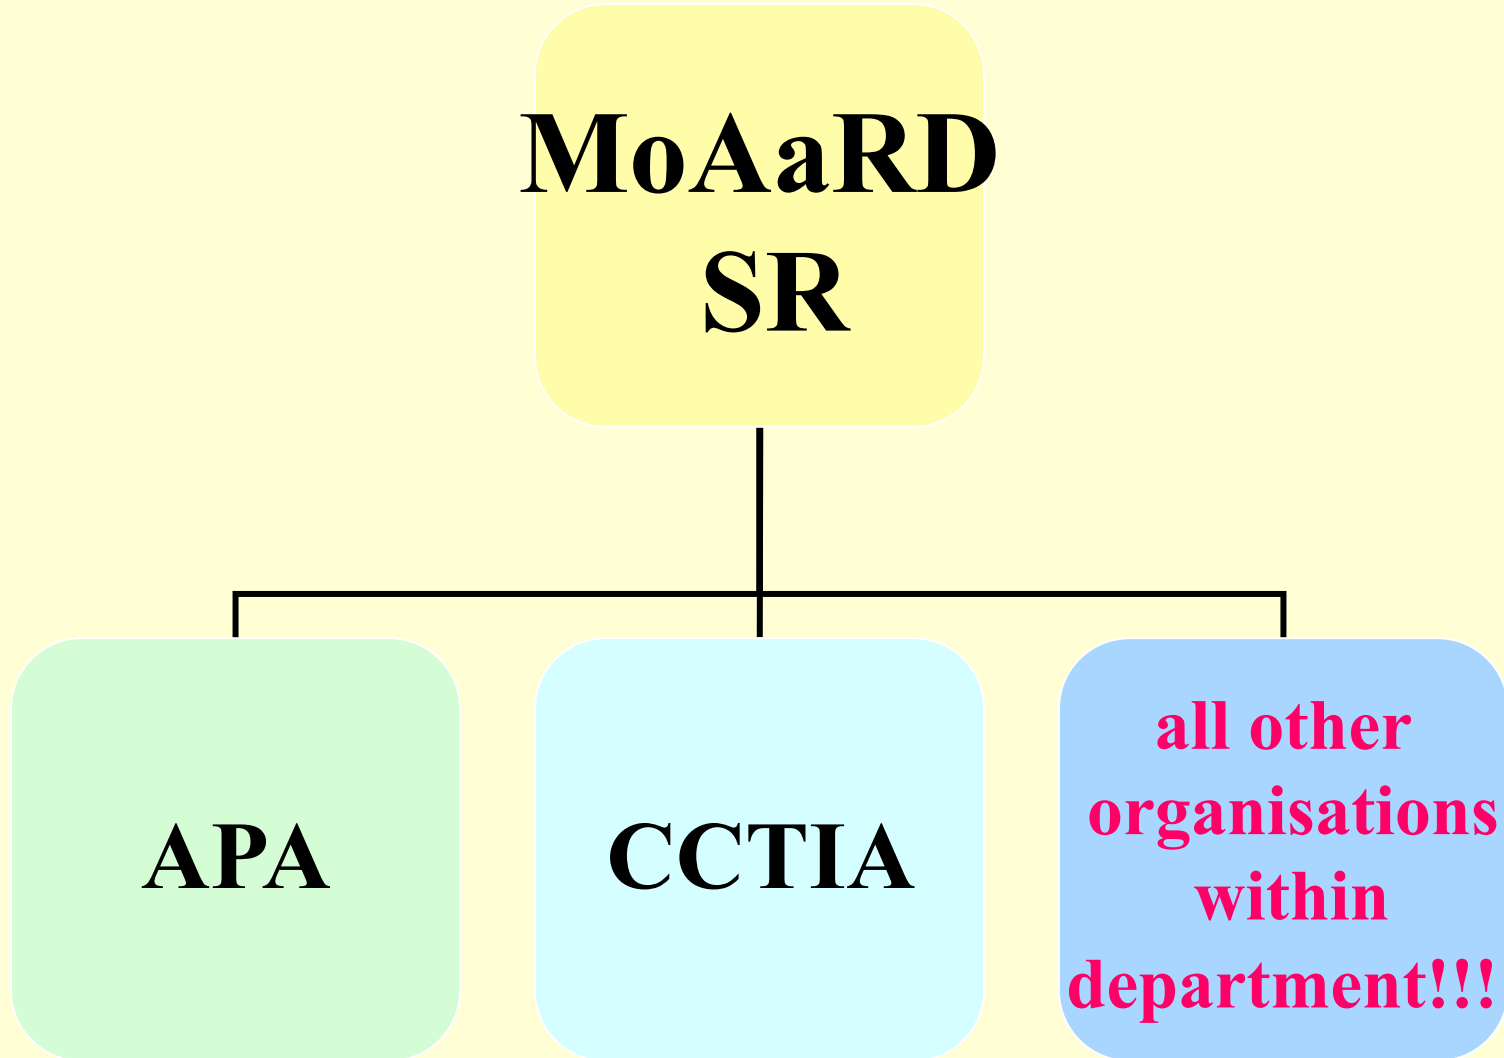 MoAaRD
SR
APA
CCTIA
all other
organisations
within
department!!!